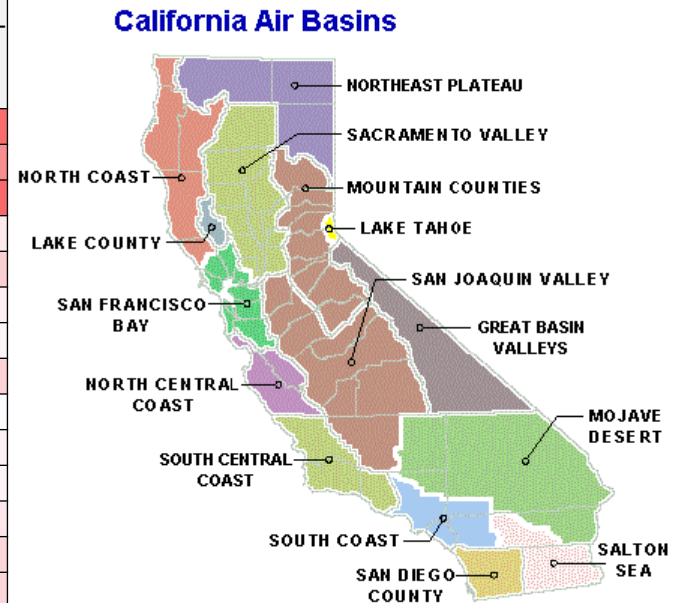 California Air Basins
NORTHEAST PLATEAU
SACRAMENTO VALLEY
NORTH COAST
MOUNTAIN COUNTIES
LAKE TAHOE
LAKE COUNTY
SAN JOAQUIN VALLEY
SAN FRANCISCO
BAY
GREAT BASIN
VALLEYS
NORTH CENTRAL
COAST
MOJAVE
DESERT
SOUTH CENTRAL
COAST
SOUTH COAST
SALTON
SEA
SAN DIEGO
COUNTY